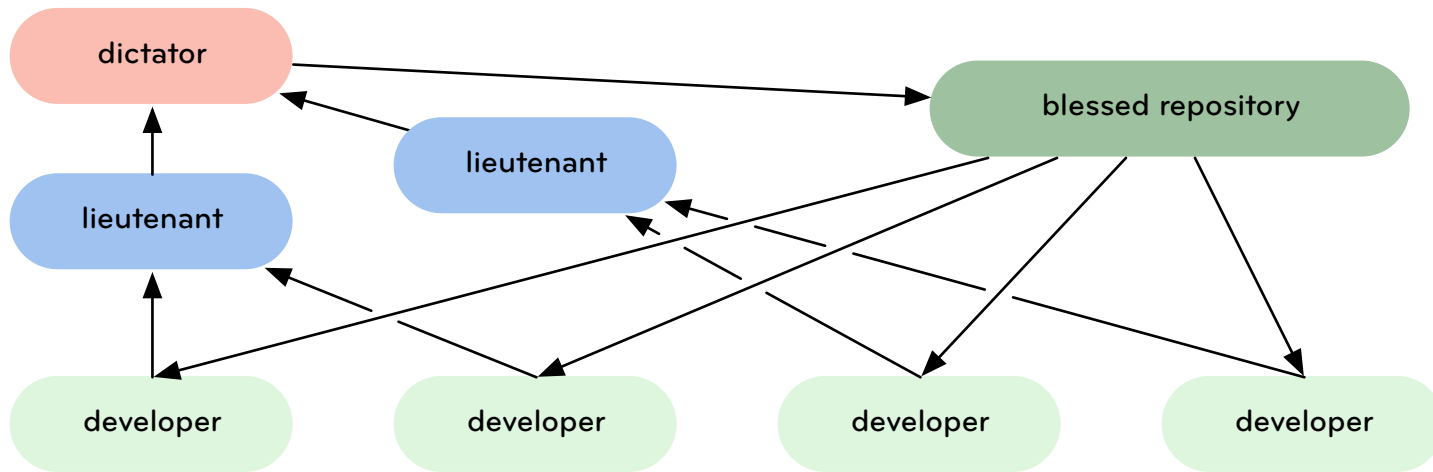 dictator
blessed repository
lieutenant
lieutenant
developer
developer
developer
developer